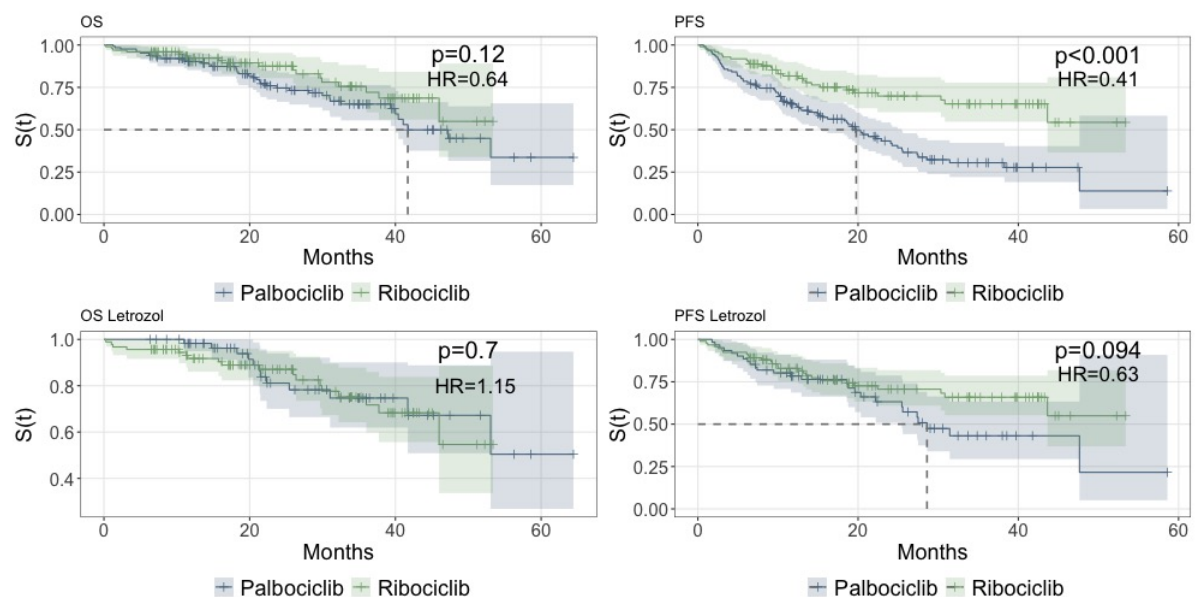 OS
p=0.12
HR=0.64
1.00
0.75
0.50
0.25
0.00
S(t)
0 20 40 60
Months
Palbociclib Ribociclib
PFS
p<0.001
HR=0.41
1.00
0.75
0.50
0.25
0.00
S(t)
0 20 40 60
Months
Palbociclib Ribociclib
OS Letrozol
p=0.7
HR=1.15
1.0
0.8
0.6
0.4
S(t)
0 20 40 60
Months
Palbociclib Ribociclib
PFS Letrozol
p=0.094
HR=0.63
1.00
0.75
0.50
0.25
0.00
S(t)
0 20 40 60
Months
Palbociclib Ribociclib